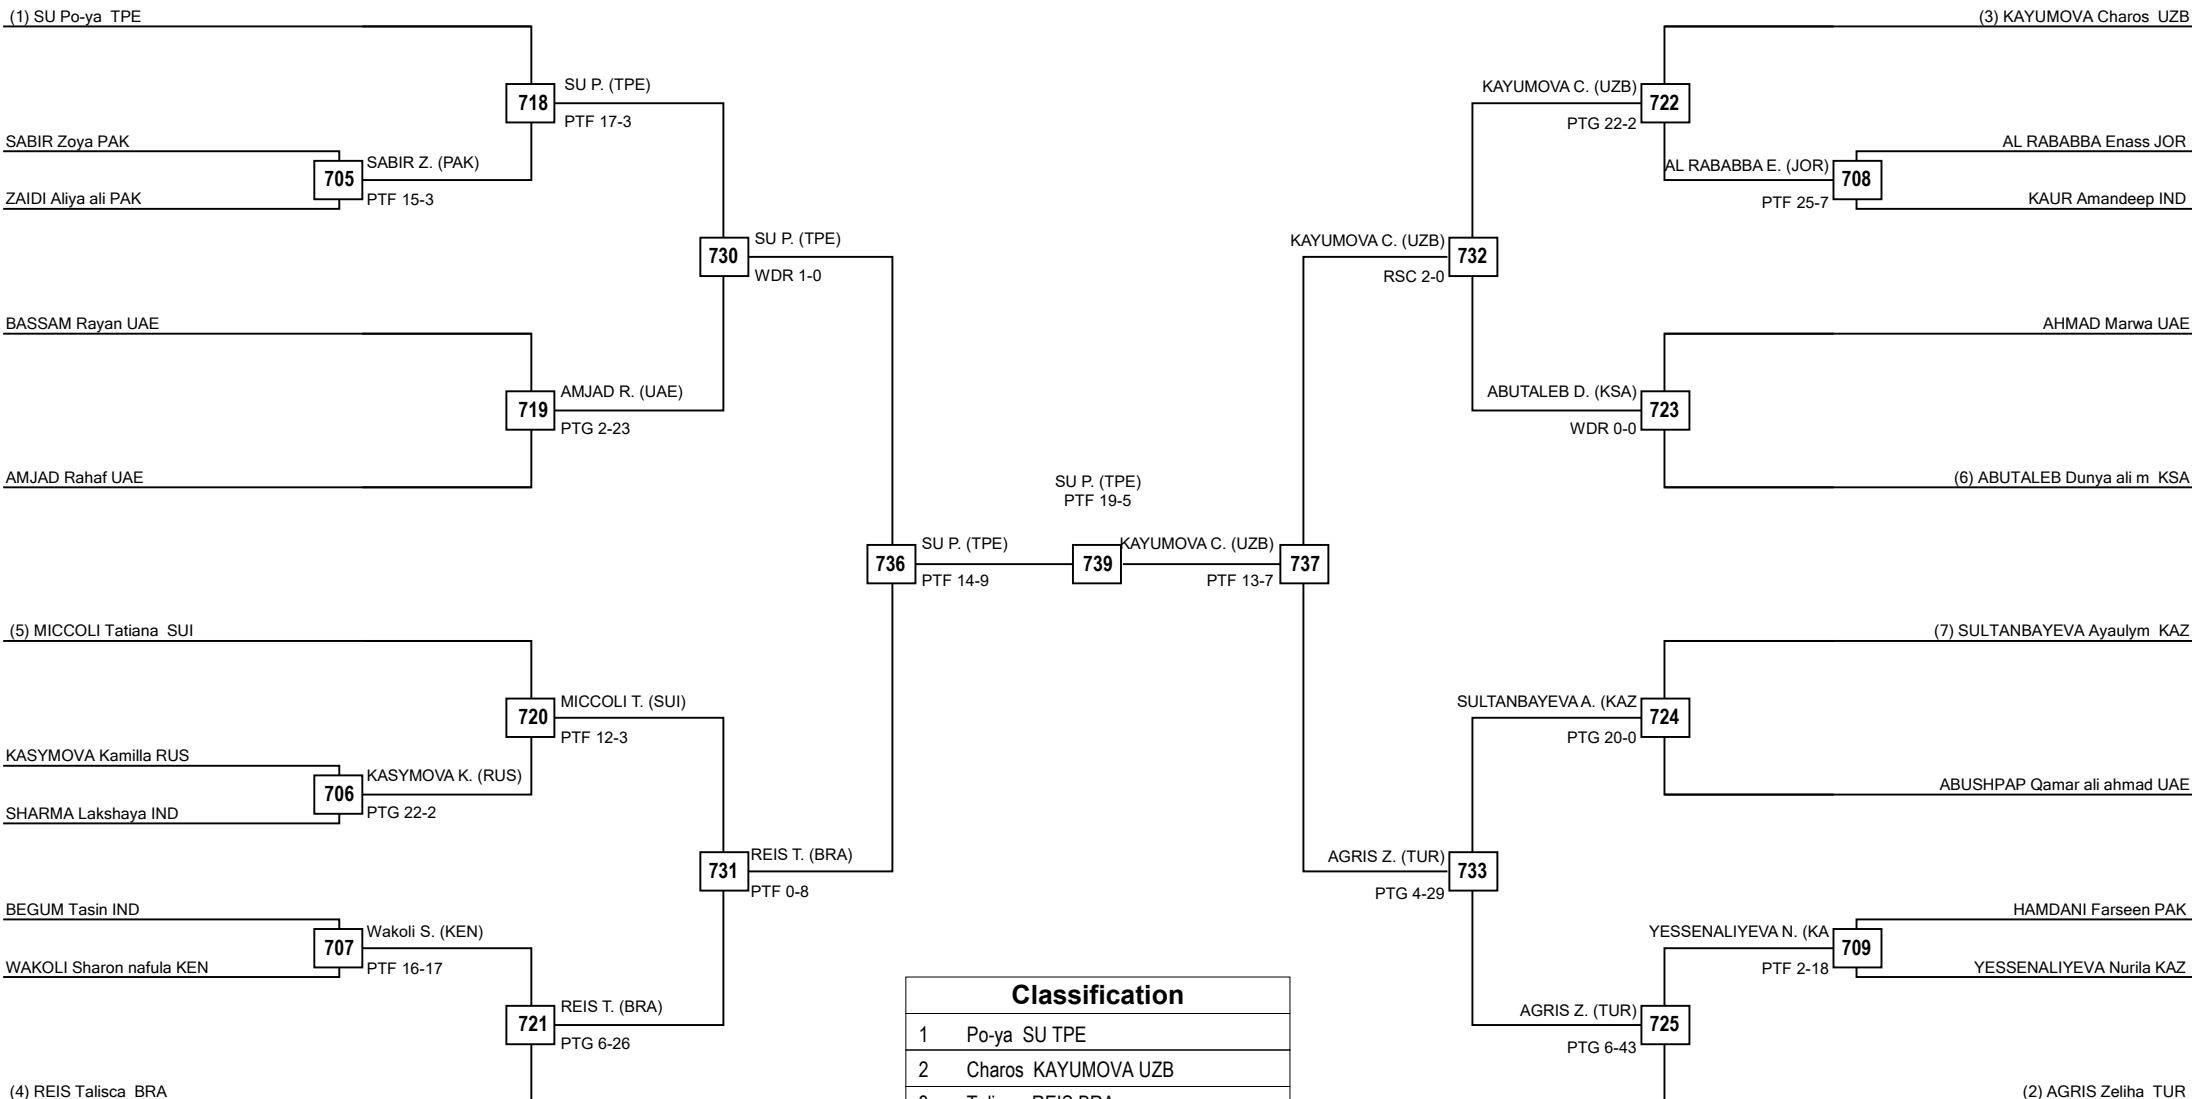 (1) SU Po-ya TPE
SABIR Zoya PAK
ZAIDI Aliya ali PAK
BASSAM Rayan UAE
AMJAD Rahaf UAE
(5) MICCOLI Tatiana SUI
KASYMOVA Kamilla RUS
SHARMA Lakshaya IND
BEGUM Tasin IND
WAKOLI Sharon nafula KEN
(4) REIS Talisca BRA
705
SABIR Z. (PAK)
PTF 15-3
706
KASYMOVA K. (RUS)
PTG 22-2
707
Wakoli S. (KEN)
PTF 16-17
718
SU P. (TPE)
PTF 17-3
719
AMJAD R. (UAE)
PTG 2-23
720
MICCOLI T. (SUI)
PTF 12-3
721
REIS T. (BRA)
PTG 6-26
730
SU P. (TPE)
WDR 1-0
731
REIS T. (BRA)
PTF 0-8
736
SU P. (TPE)
PTF 14-9
SU P. (TPE)
PTF 19-5
739
KAYUMOVA C. (UZB)
PTF 13-7
737
KAYUMOVA C. (UZB)
RSC 2-0
732
AGRIS Z. (TUR)
PTG 4-29
733
KAYUMOVA C. (UZB)
PTG 22-2
722
ABUTALEB D. (KSA)
WDR 0-0
723
SULTANBAYEVA A. (KAZ
PTG 20-0
724
AGRIS Z. (TUR)
PTG 6-43
725
AL RABABBA E. (JOR)
PTF 25-7
708
YESSENALIYEVA N. (KA
PTF 2-18
709
(3) KAYUMOVA Charos UZB
AL RABABBA Enass JOR
KAUR Amandeep IND
AHMAD Marwa UAE
(6) ABUTALEB Dunya ali m KSA
(7) SULTANBAYEVA Ayaulym KAZ
ABUSHPAP Qamar ali ahmad UAE
HAMDANI Farseen PAK
YESSENALIYEVA Nurila KAZ
(2) AGRIS Zeliha TUR
Classification
1 Po-ya SU TPE
2 Charos KAYUMOVA UZB